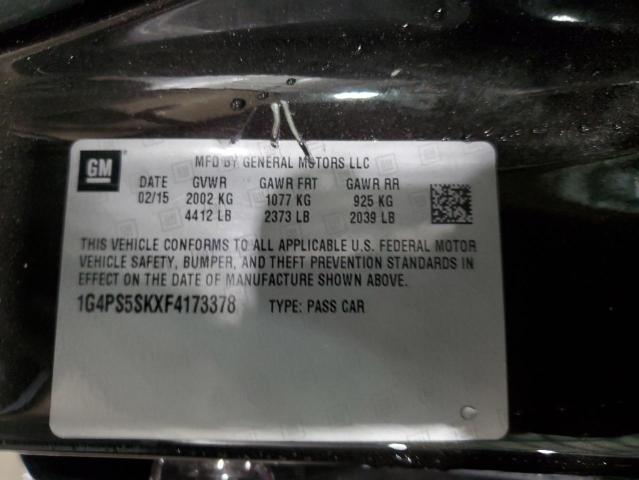 GM
MFD BY GENERAL MOTORS LLC
DATE GVWR GAWR FRT GAWR RR
02/15 2002 KG 1077 KG 925 KG
4412 LB 2373 LB 2039 LB
THIS VEHICLE CONFORMS TO ALL APPLICABLE U.S. FEDERAL MOTOR
VEHICLE SAFETY, BUMPER, AND THEFT PREVENTION STANDARDS IN
EFFECT ON THE DATE OF MANUFACTURE SHOWN ABOVE.
1G4PS5SKXF4173378 TYPE: PASS CAR